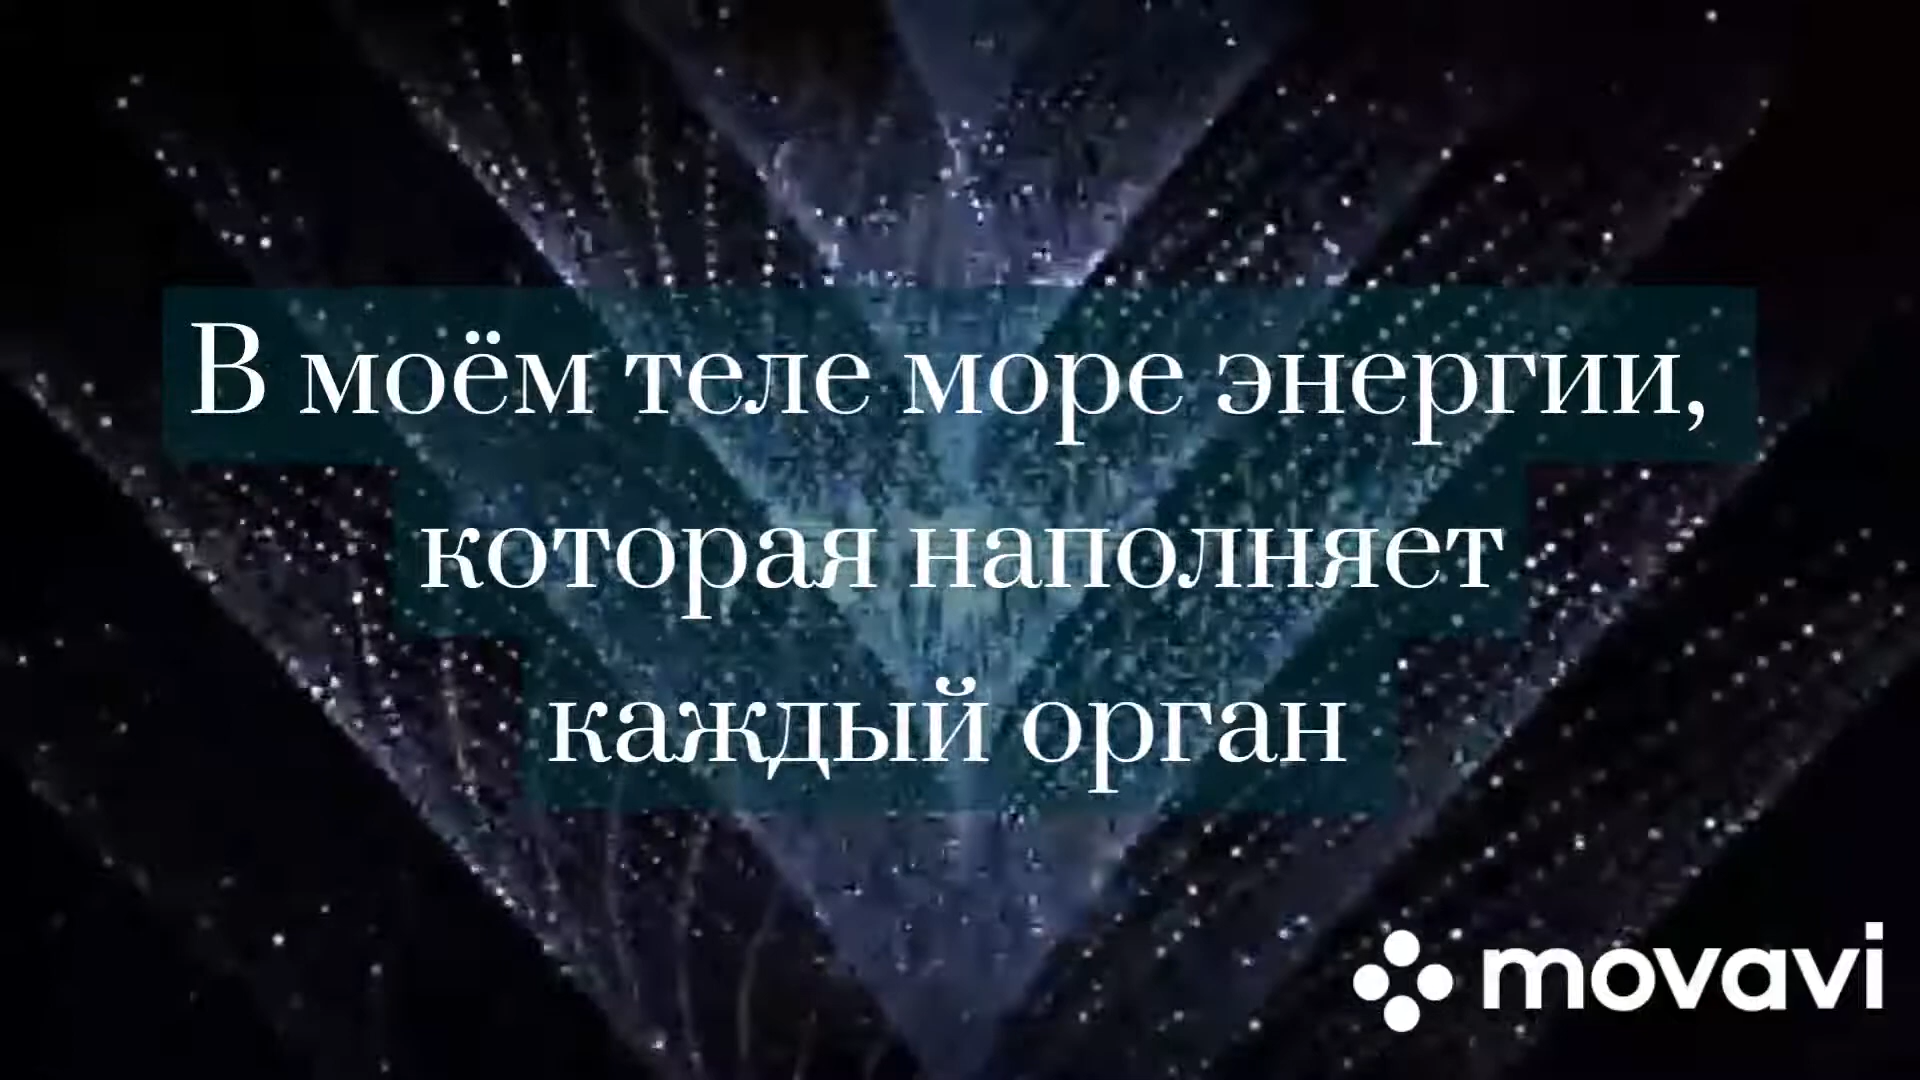 В моём теле море энергии,
которая наполняет
каждый орган
movavi